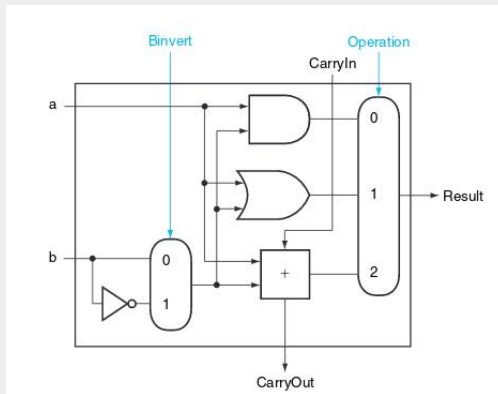 Binvert
Operation
CarryIn
a
0
1
Result
b
0
2
+
1
CarryOut